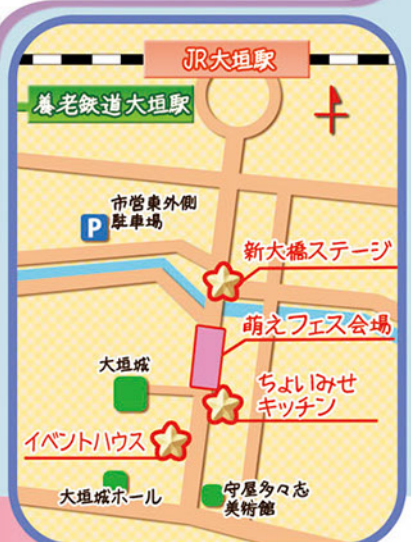 JR大垣駅
養老鉄道大垣駅
市営東外側
P 駐車場
新大橋ステージ
萌えフェス会場
大垣城
ちょいみせ
キッチン
イベントハウス
大垣城ホール
守屋多々志
美術館